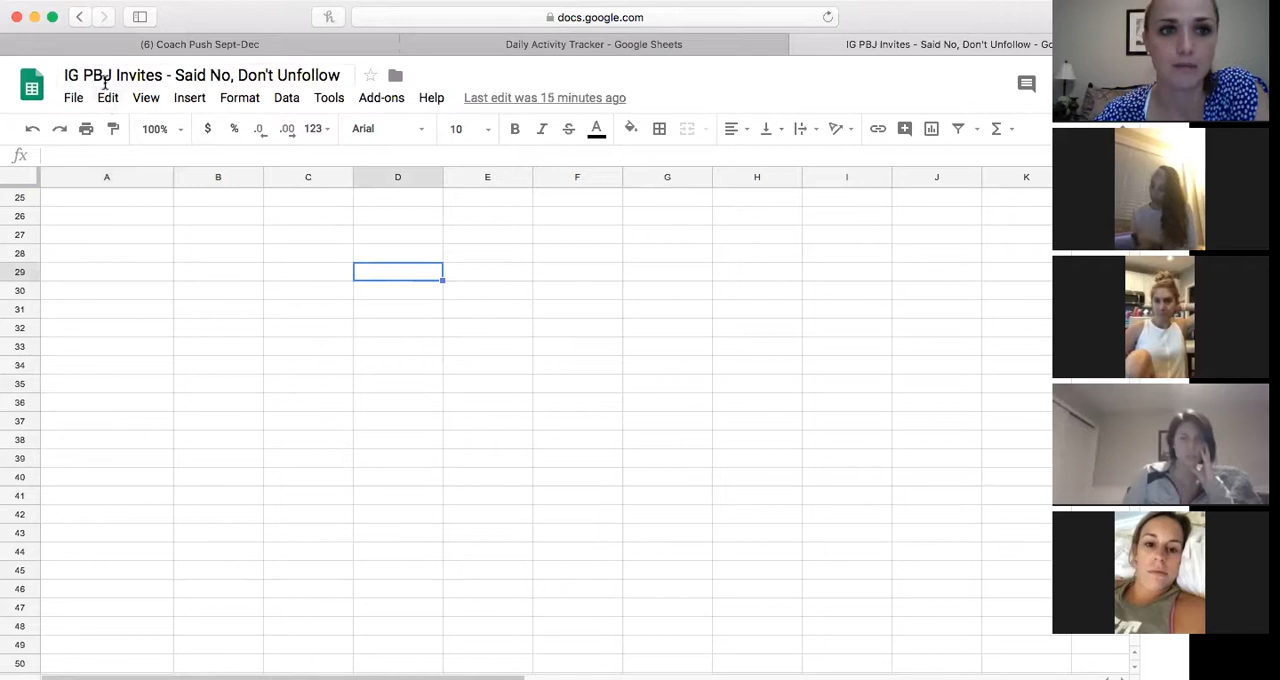 docs.google.com
(6) Coach Push Sept-Dec
Daily Activity Tracker - Google Sheets
IG PBJ Invites - Said No, Don't Unfollow - Go
IG PBJ Invites - Said No, Don't Unfollow
File Edit View Insert Format Data Tools Add-ons Help Last edit was 15 minutes ago
100% $ % .0 .00 123 Arial 10 B I S A
fx
A B C D E F G H I J K
25
26
27
28
29
30
31
32
33
34
35
36
37
38
39
40
41
42
43
44
45
46
47
48
49
50